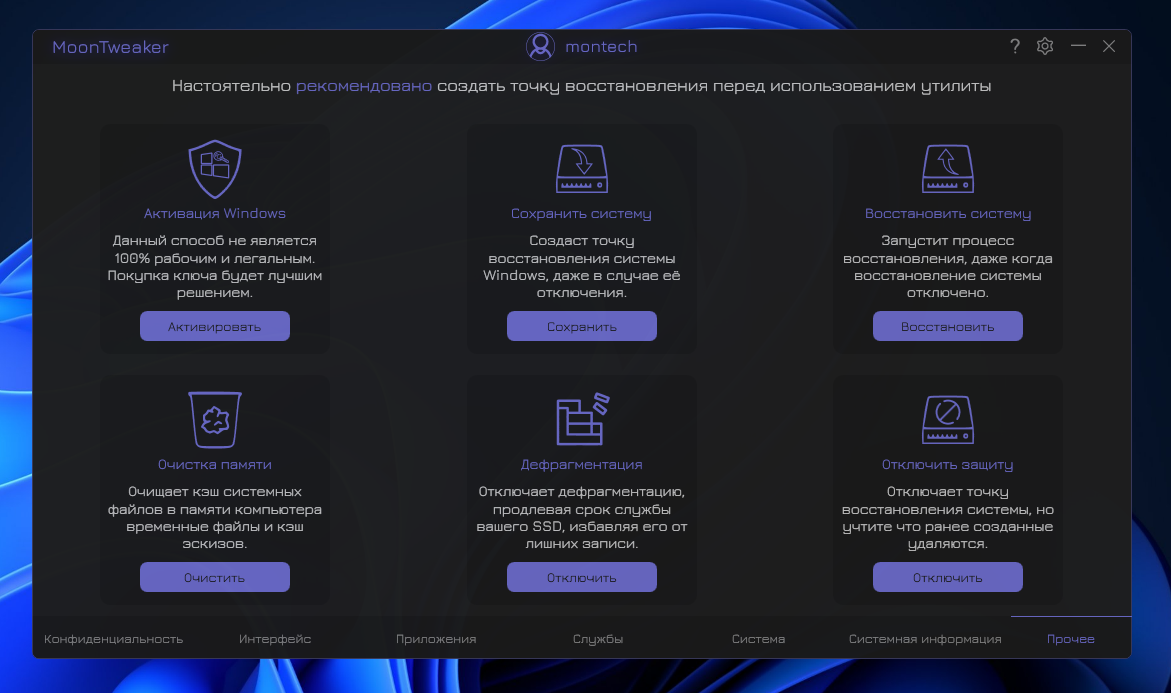 MoonTweaker
montech
?
Настоятельно рекомендовано создать точку восстановления перед использованием утилиты
Активация Windows
Данный способ не является
100% рабочим и легальным.
Покупка ключа будет лучшим
решением.
Активировать
Сохранить систему
Создаст точку
восстановления системы
Windows, даже в случае её
отключения.
Сохранить
Восстановить систему
Запустит процесс
восстановления, даже когда
восстановление системы
отключено.
Восстановить
Очистка памяти
Очищает кэш системных
файлов в памяти компьютера
временные файлы и кэш
эскизов.
Очистить
Дефрагментация
Отключает дефрагментацию,
продлевая срок службы
вашего SSD, избавляя его от
лишних записи.
Отключить
Отключить защиту
Отключает точку
восстановления системы, но
учтите что ранее созданные
удаляются.
Отключить
Конфиденциальность
Интерфейс
Приложения
Службы
Система
Системная информация
Прочее